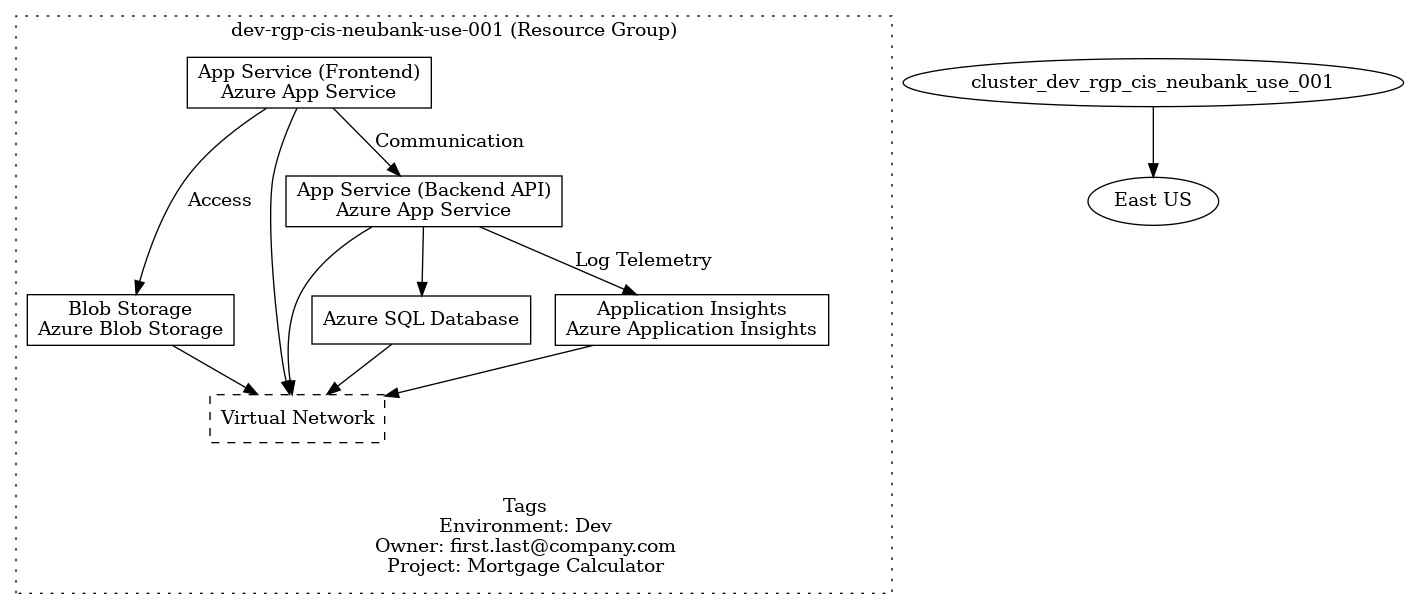 dev-rgp-cis-neubank-use-001 (Resource Group)
App Service (Frontend)
Azure App Service
cluster_dev_rgp_cis_neubank_use_001
Communication
App Service (Backend API)
Azure App Service
Access
East US
Log Telemetry
Blob Storage
Azure Blob Storage
Azure SQL Database
Application Insights
Azure Application Insights
Virtual Network
Tags
Environment: Dev
Owner: first.last@company.com
Project: Mortgage Calculator